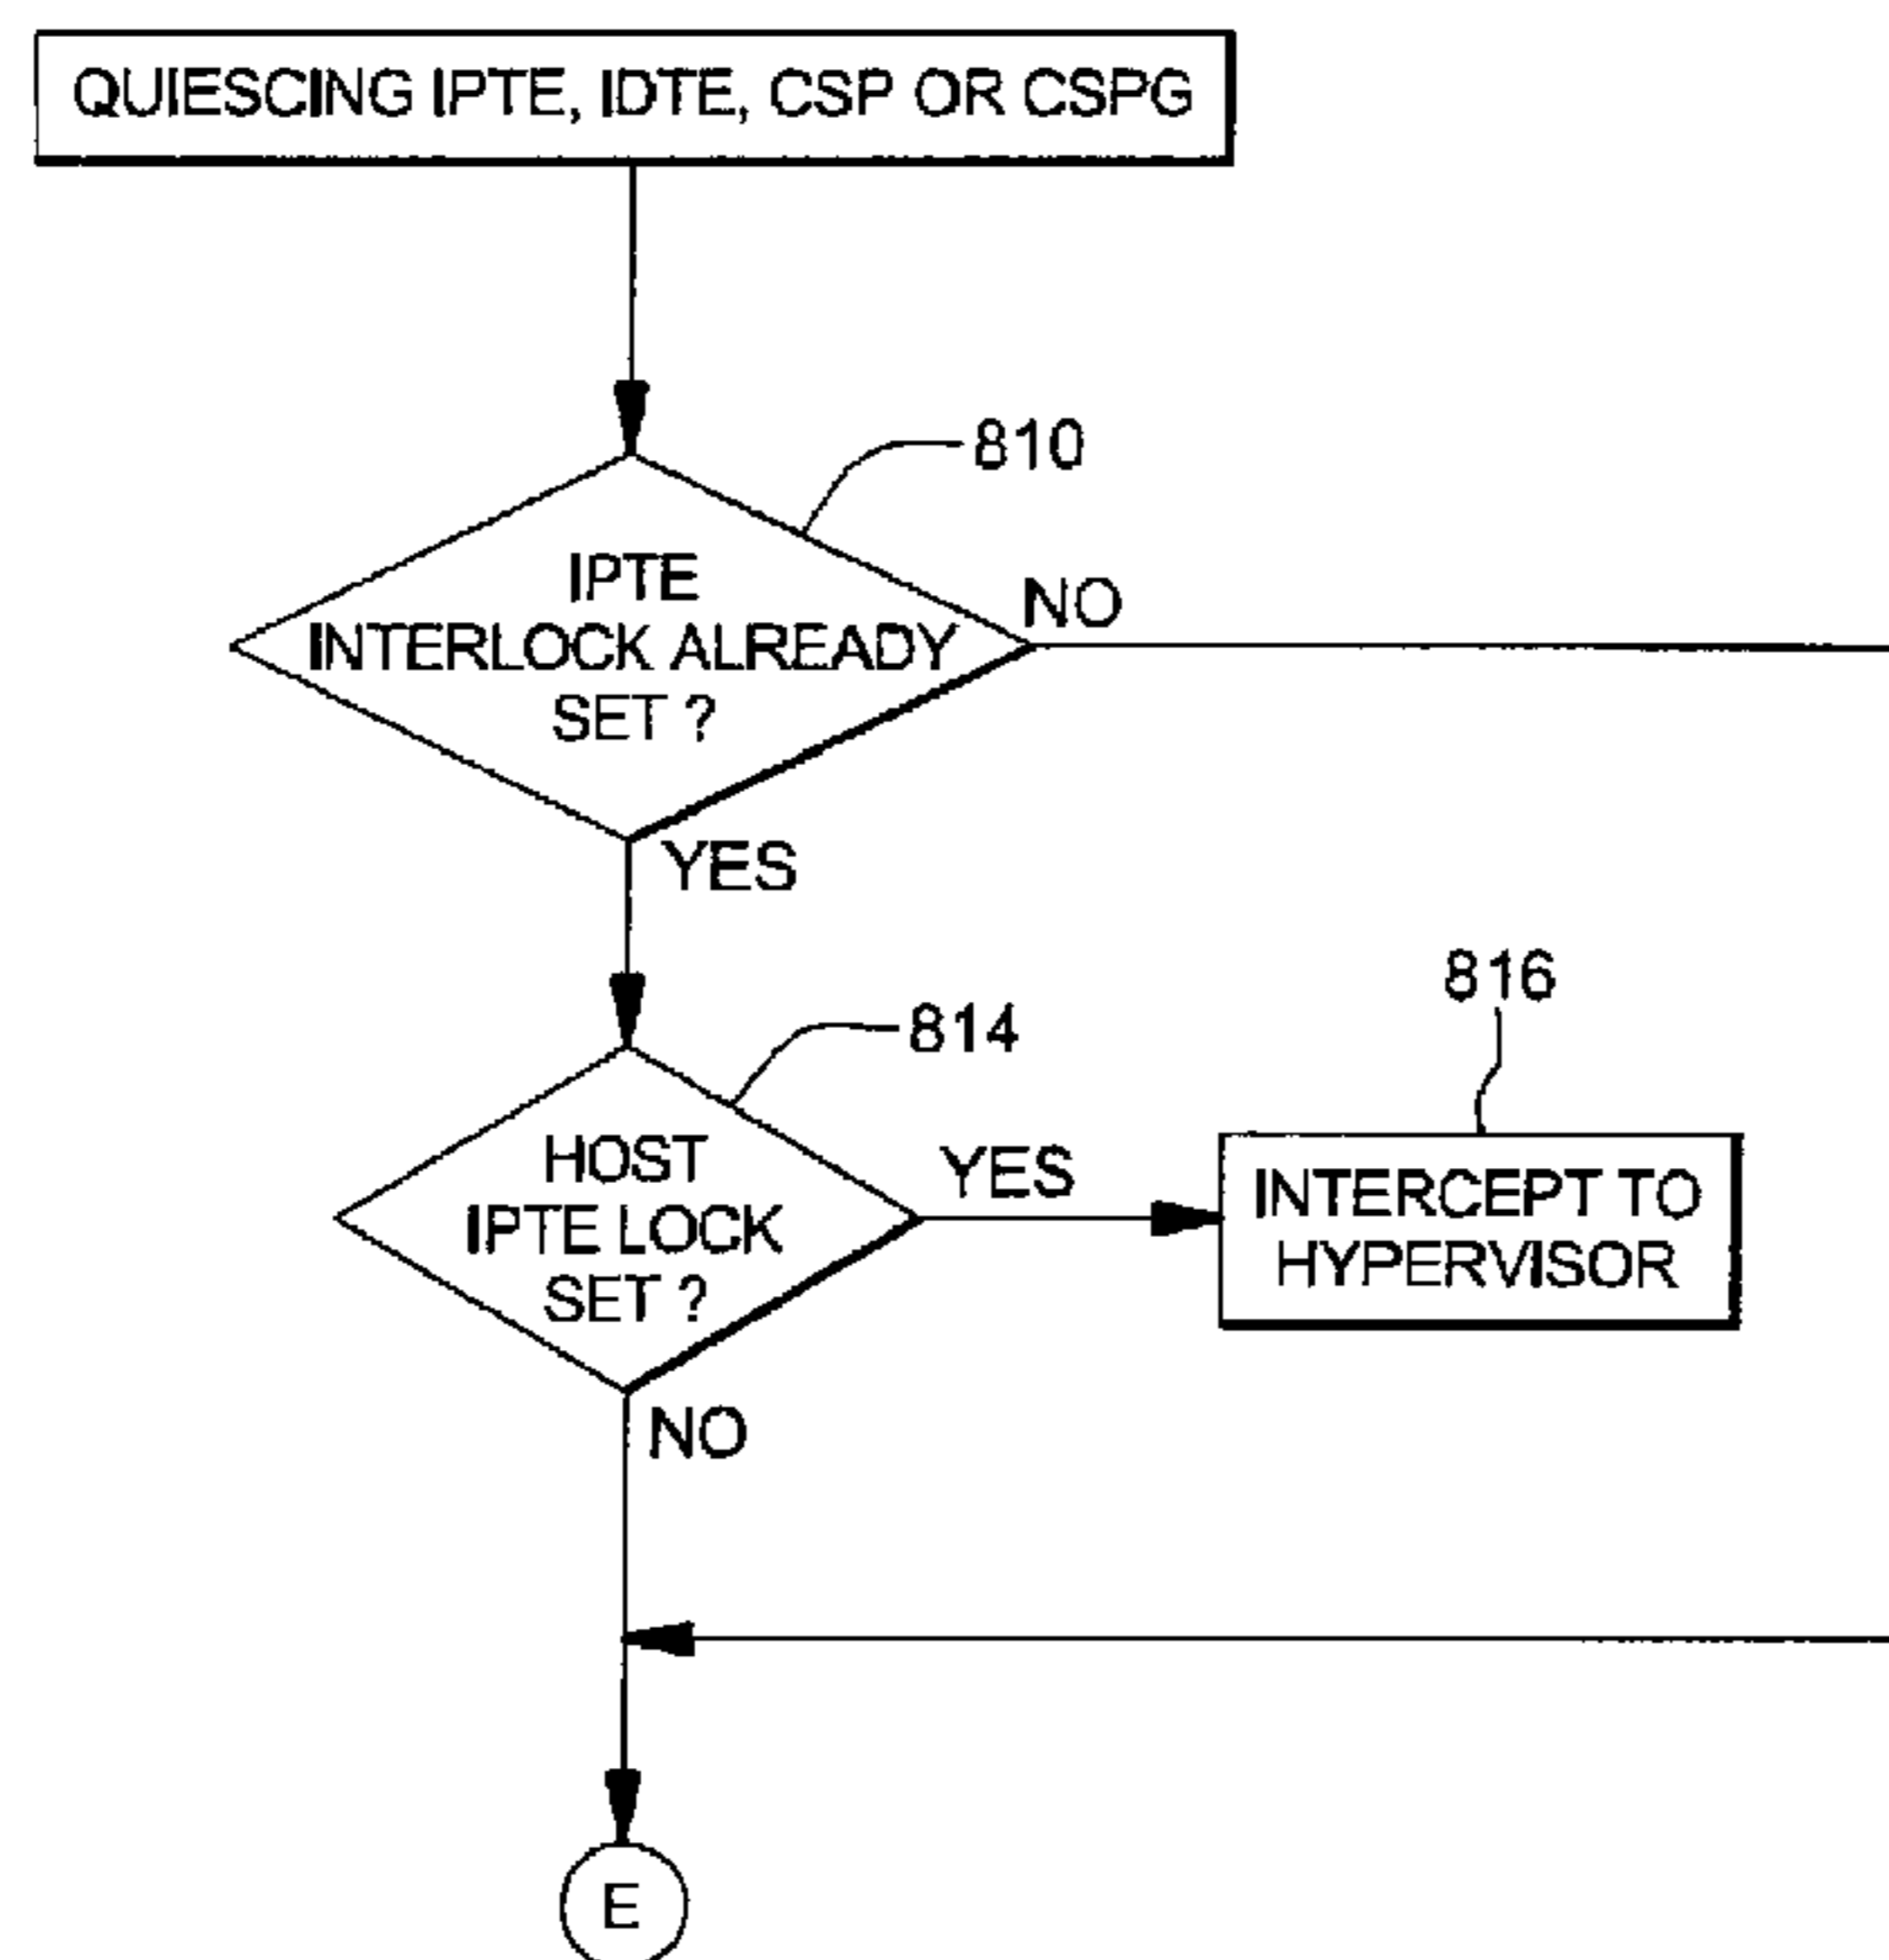 QUIESCING IPTE, IDTE, CSP OR CSPG
810
IPTE
INTERLOCK ALREADY
SET ?
NO
YES
814
816
HOST
IPTE LOCK
SET ?
YES
INTERCEPT TO
HYPERVISOR
NO
E